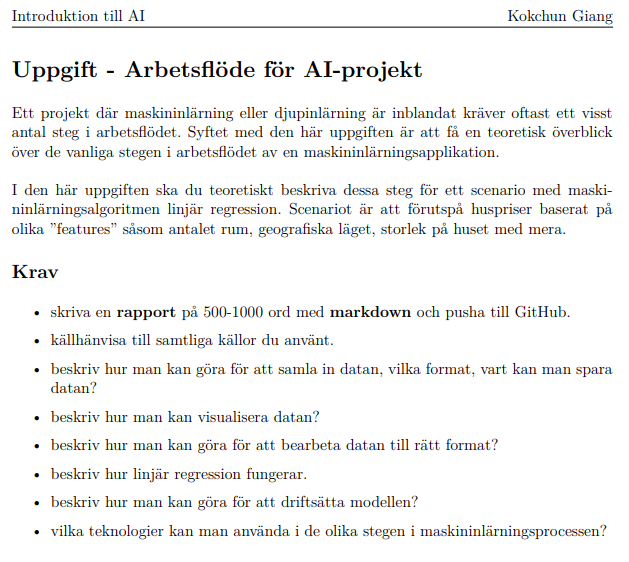 Introduktion till AI Kokchun Giang
Uppgift - Arbetsflöde för AI-projekt
Ett projekt där maskininlärning eller djupinlärning är inblandat kräver oftast ett visst
antal steg i arbetsflödet. Syftet med den här uppgiften är att få en teoretisk överblick
över de vanliga stegen i arbetsflödet av en maskininlärningsapplikation.
I den här uppgiften ska du teoretiskt beskriva dessa steg för ett scenario med maski-
ninlärningsalgoritmen linjär regression. Scenariot är att förutspå huspriser baserat på
olika ”features” såsom antalet rum, geografiska läget, storlek på huset med mera.
Krav
• skriva en rapport på 500-1000 ord med markdown och pusha till GitHub.
• källhänvisa till samtliga källor du använt.
• beskriv hur man kan göra för att samla in datan, vilka format, vart kan man spara
datan?
• beskriv hur man kan visualisera datan?
• beskriv hur man kan göra för att bearbeta datan till rätt format?
• beskriv hur linjär regression fungerar.
• beskriv hur man kan göra för att driftsätta modellen?
• vilka teknologier kan man använda i de olika stegen i maskininlärningsprocessen?